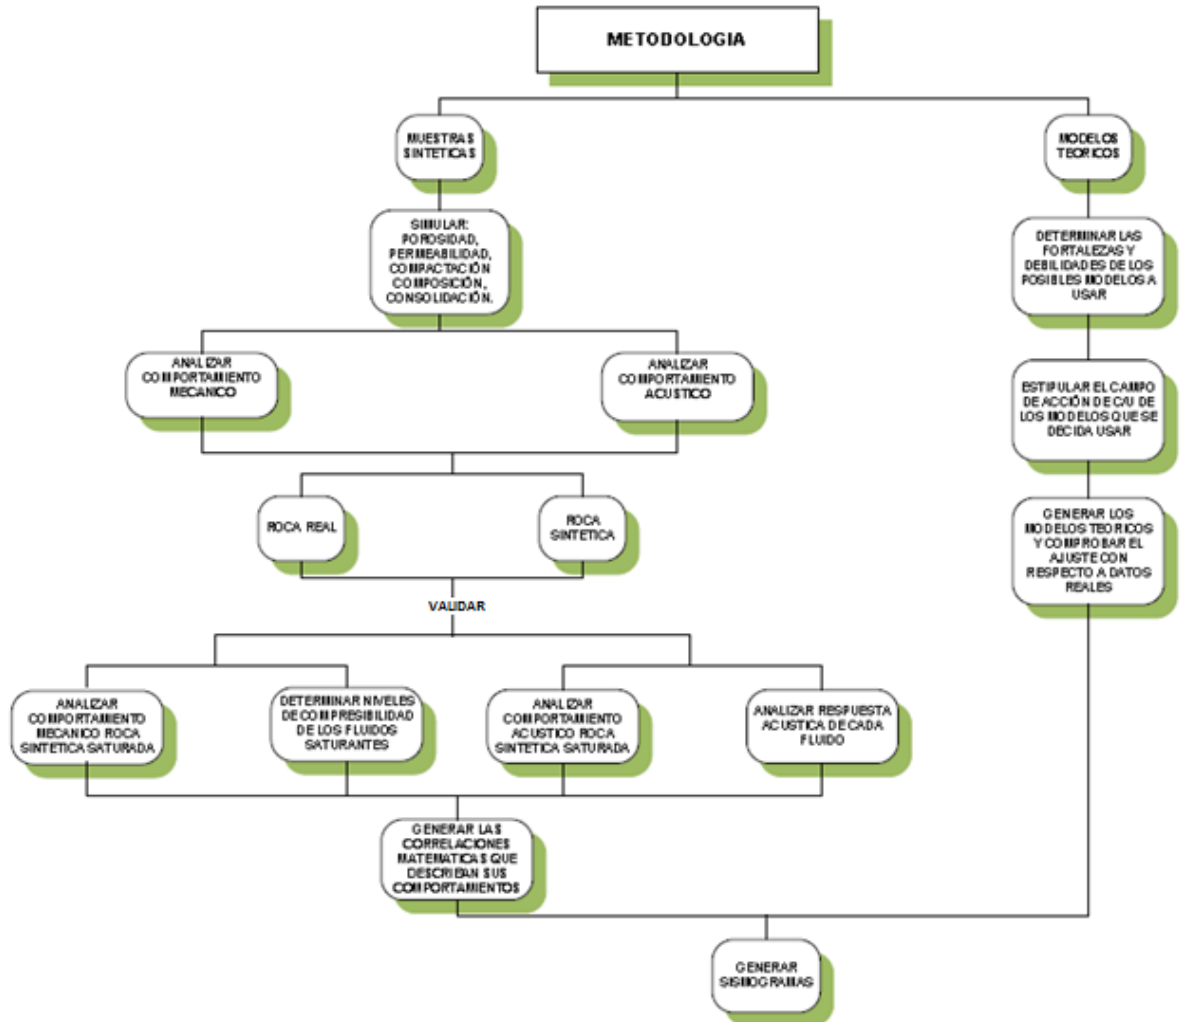 METODOLOGIA
MUESTRAS
SINTETICAS
MODELOS
TEORICOS
SIMULAR:
POROSIDAD,
PERMEABILIDAD,
COMPACTACIÓN
COMPOSICIÓN,
CONSOLIDACIÓN.
DETERMINAR LAS
FORTALEZAS Y
DEBILIDADES DE LOS
POSIBLES MODELOS A
USAR
ANALIZAR
COMPORTAMIENTO
MECANICO
ANALIZAR
COMPORTAMIENTO
ACUSTICO
ESTIPULAR EL CAMPO
DE ACCIÓN DE C/U DE
LOS MODELOS QUE SE
DECIDA USAR
ROCA REAL
ROCA
SINTETICA
GENERAR LOS
MODELOS TEORICOS
Y COMPROBAR EL
AJUSTE CON
RESPECTO A DATOS
REALES
VALIDAR
ANALIZAR
COMPORTAMIENTO
MECANICO ROCA
SINTETICA SATURADA
DETERMINAR NIVELES
DE COMPRESIBILIDAD
DE LOS FLUIDOS
SATURANTES
ANALIZAR
COMPORTAMIENTO
ACUSTICO ROCA
SINTETICA SATURADA
ANALIZAR RESPUESTA
ACUSTICA DE CADA
FLUIDO
GENERAR LAS
CORRELACIONES
MATEMATICAS QUE
DESCRIBAN SUS
COMPORTAMIENTOS
GENERAR
SISMOGRAMAS